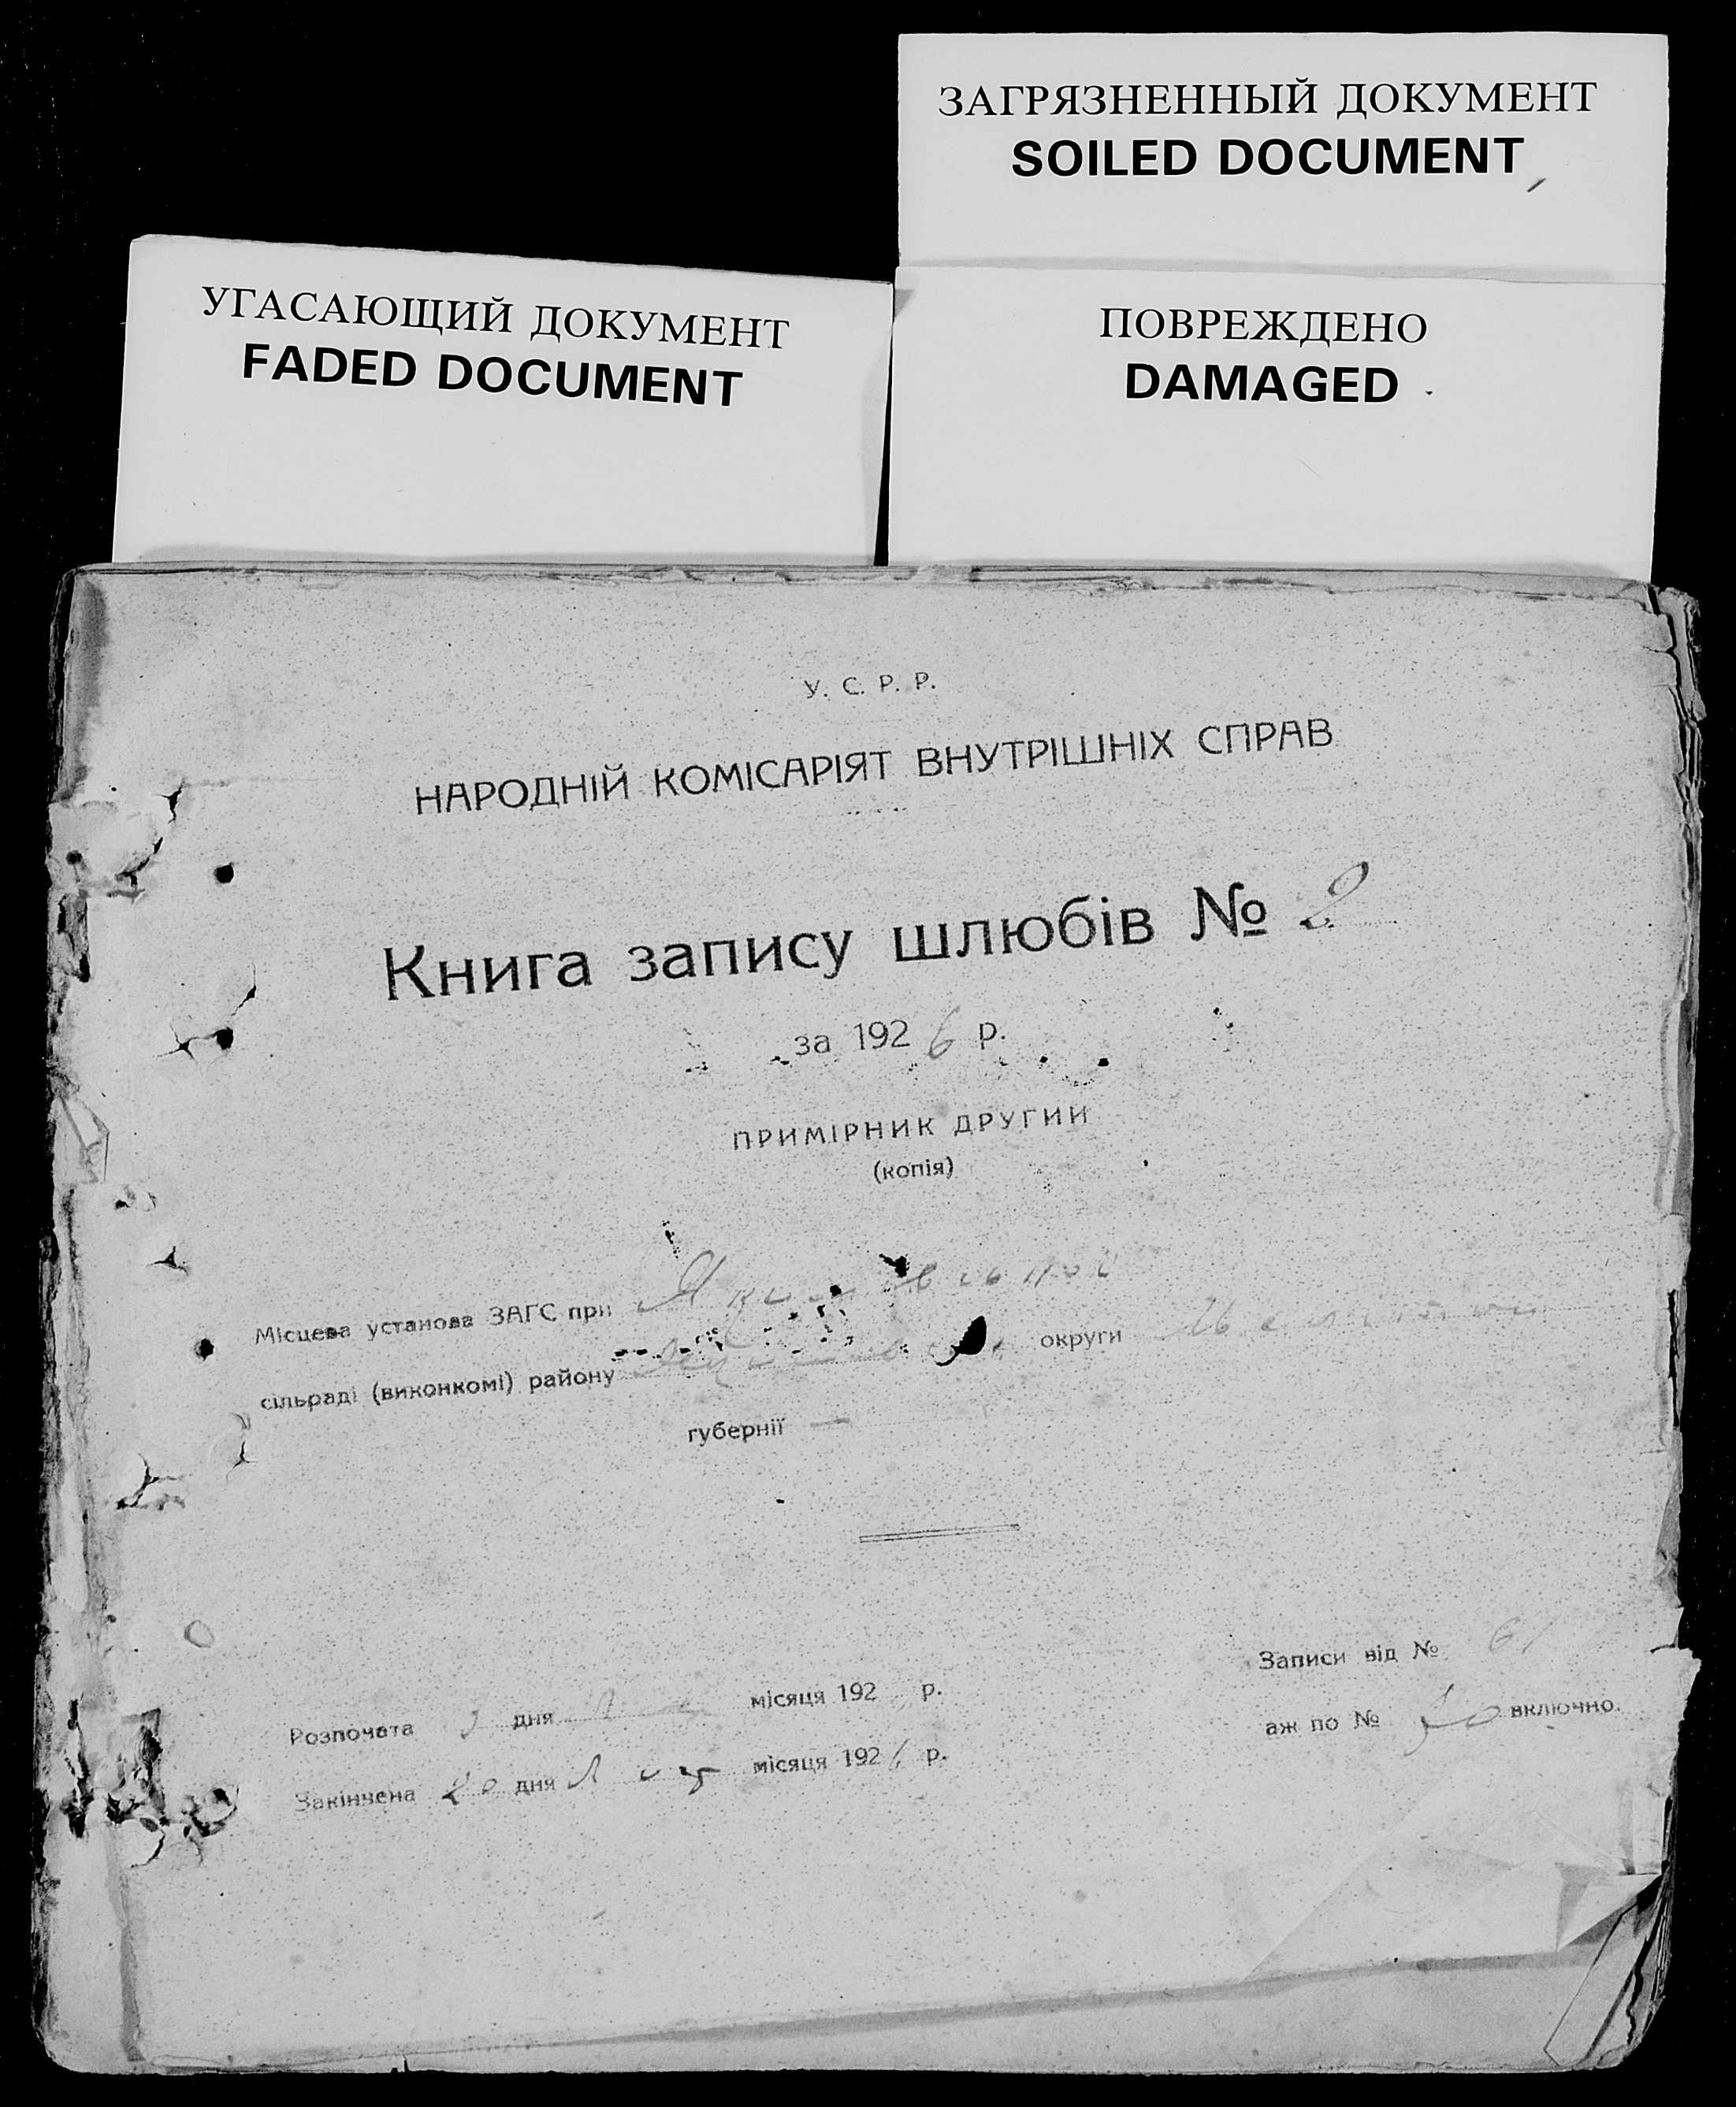 ЗАГРЯЗНЕННЫЙ ДОКУМЕНТ
SOILED DOCUMENT
УГАСАЮЩИЙ ДОКУМЕНТ
FADED DOCUMENT
ПОВРЕЖДЕНО
DAMAGED
У. С. Р. Р.
НАРОДНІЙ КОМІСАРІЯТ ВНУТРІШНІХ СПРАВ
Книга запису шлюбів № 2
за 1926 р.
ПРИМІРНИК ДРУГИЙ
(копія)
Місцева установа ЗАГС при
сільраді (виконкомі) району округи
губернії —
Записи від № 61
Розпочата дня місяця 192 р.
аж по № включно.
Закінчена 20 дня місяця 1926 р.